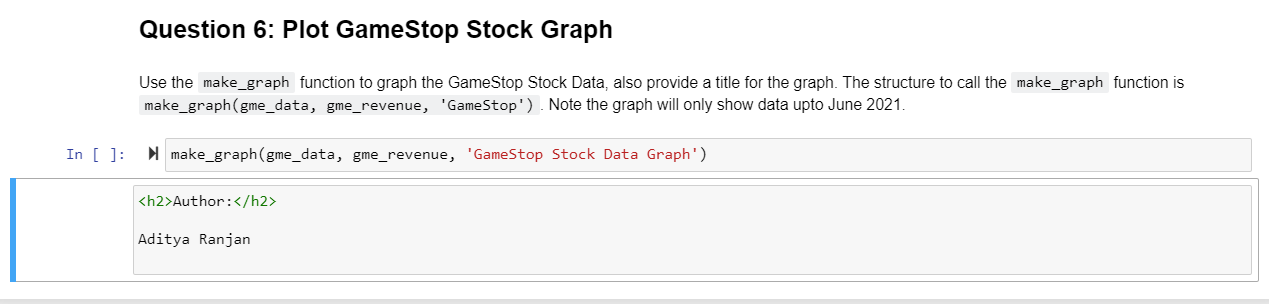 Question 6: Plot GameStop Stock Graph
Use the make_graph function to graph the GameStop Stock Data, also provide a title for the graph. The structure to call the make_graph function is
make_graph(gme_data, gme_revenue, 'GameStop') . Note the graph will only show data upto June 2021.
In [ ]: make_graph(gme_data, gme_revenue, 'GameStop Stock Data Graph')
<h2>Author:</h2>
Aditya Ranjan